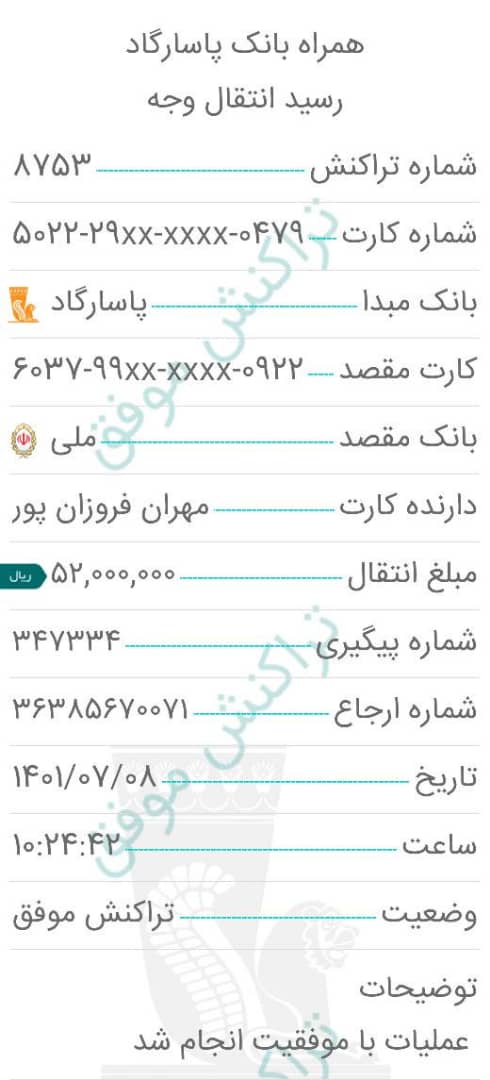 همراه بانک پاسارگاد
رسید انتقال وجه
شماره تراکنش ۸۷۵۳
شماره کارت ۵۰۲۲-۲۹xx-xxxx-۰۴۷۹
بانک مبدا پاسارگاد
کارت مقصد ۶۰۳۷-۹۹xx-xxxx-۰۹۲۲
بانک مقصد ملی
دارنده کارت مهران فروزان پور
مبلغ انتقال ۵۲,۰۰۰,۰۰۰ ریال
شماره پیگیری ۳۴۷۳۳۴
شماره ارجاع ۳۶۳۸۵۶۷۰۰۷۱
تاریخ ۱۴۰۱/۰۷/۰۸
ساعت ۱۰:۲۴:۴۲
وضعیت تراکنش موفق
توضیحات
عملیات با موفقیت انجام شد
تراکنش موفق
تراکنش موفق